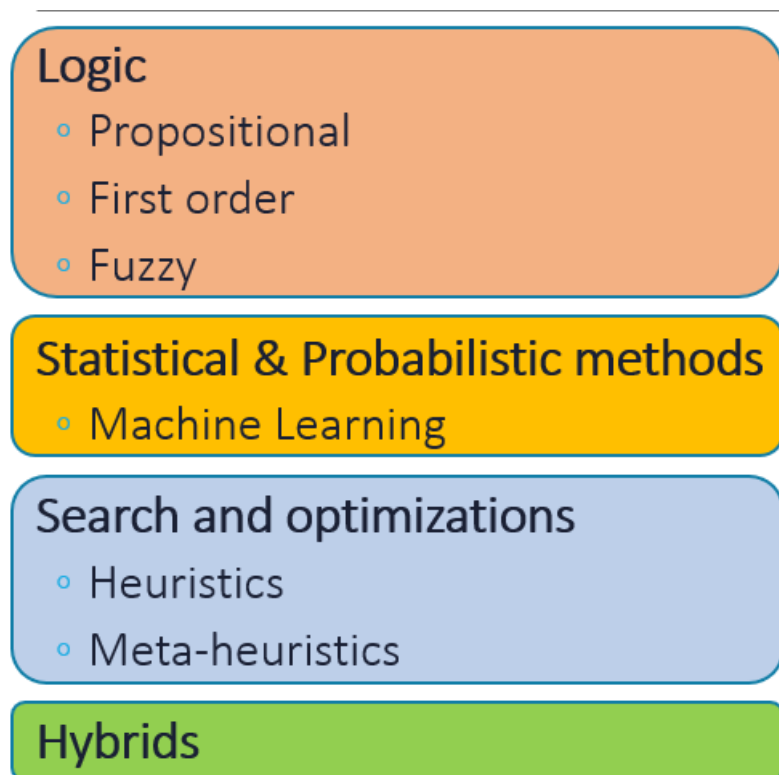 Logic
Propositional
First order
Fuzzy
Statistical & Probabilistic methods
Machine Learning
Search and optimizations
Heuristics
Meta-heuristics
Hybrids